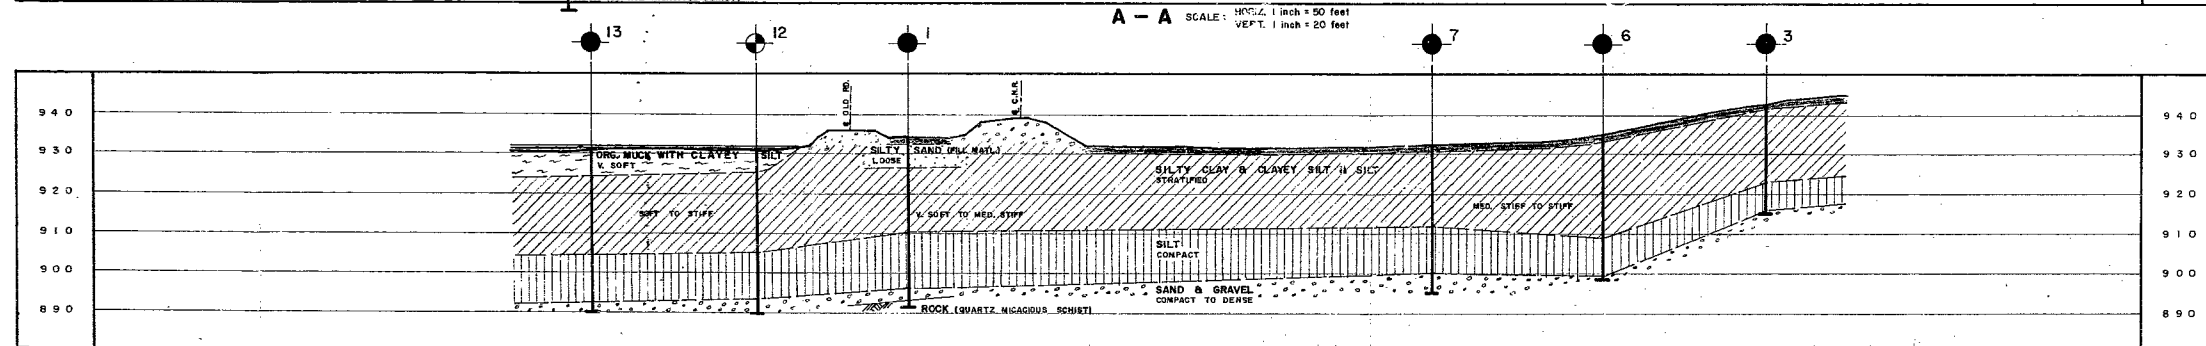 A - A SCALE: HORIZ. 1 inch = 50 feet
VERT. 1 inch = 20 feet
13 12 1 7 6 3
℄ OLD RD.
℄ C.N.R.
940 940
930 930
920 920
910 910
900 900
890 890
ORG. MUCK WITH CLAYEY SILT
V. SOFT
SILTY SAND (FILL MATL.)
LOOSE
SILTY CLAY & CLAYEY SILT SILT
STRATIFIED
SOFT TO STIFF
V. SOFT TO MED. STIFF
MED. STIFF TO STIFF
SILT
COMPACT
SAND & GRAVEL
COMPACT TO DENSE
ROCK (QUARTZ MICACIOUS SCHIST)